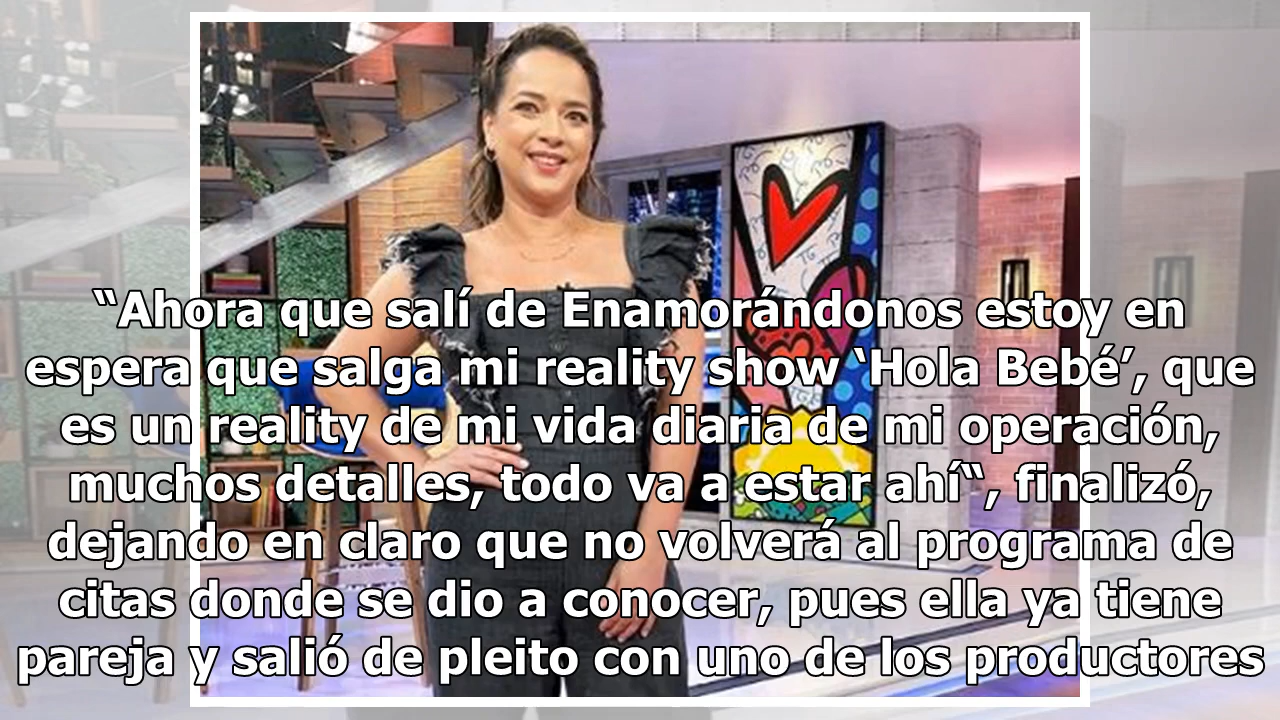 “Ahora que salí de Enamorándonos estoy en
espera que salga mi reality show ‘Hola Bebé’, que
es un reality de mi vida diaria de mi operación,
muchos detalles, todo va a estar ahí“, finalizó,
dejando en claro que no volverá al programa de
citas donde se dio a conocer, pues ella ya tiene
pareja y salió de pleito con uno de los productores